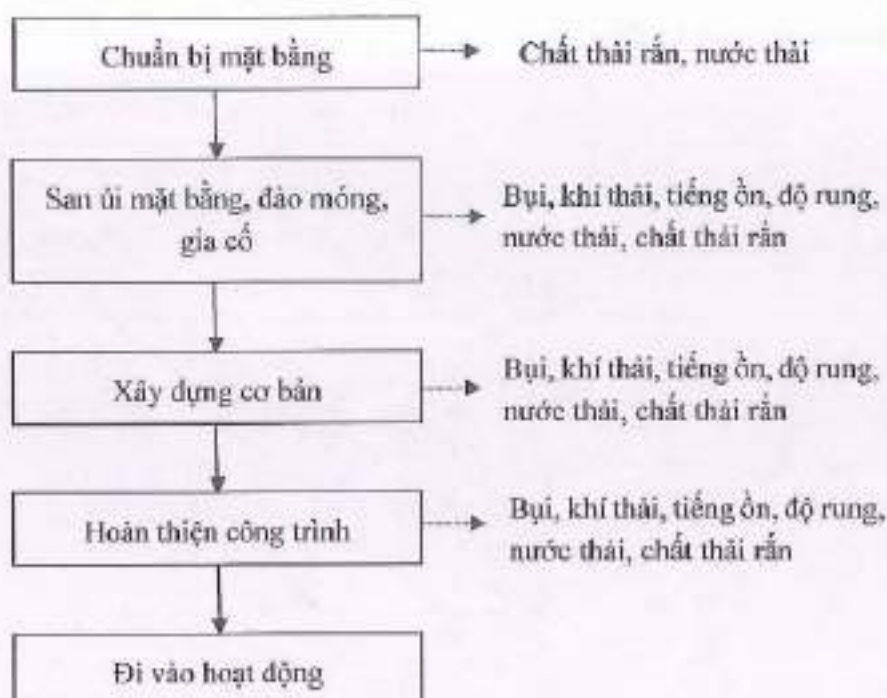 Chuẩn bị mặt bằng
Chất thải rắn, nước thải
San ủi mặt bằng, đào móng,
gia cố
Bụi, khí thải, tiếng ồn, độ rung,
nước thải, chất thải rắn
Xây dựng cơ bản
Bụi, khí thải, tiếng ồn, độ rung,
nước thải, chất thải rắn
Hoàn thiện công trình
Bụi, khí thải, tiếng ồn, độ rung,
nước thải, chất thải rắn
Đi vào hoạt động